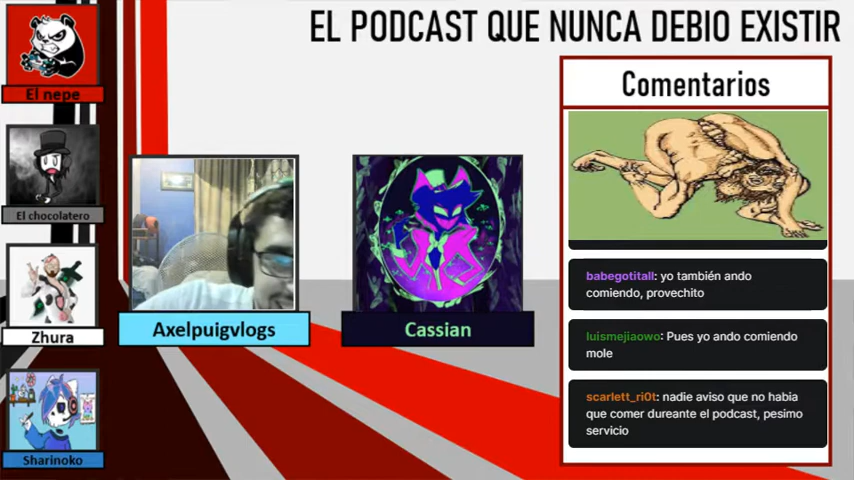 EL PODCAST QUE NUNCA DEBIO EXISTIR
El nepe
El chocolatero
Zhura
Sharinoko
Axelpuigvlogs
Cassian
Comentarios
babegotitall: yo también ando
comiendo, provechito
luismejiaowo: Pues yo ando comiendo
mole
scarlett_ri0t: nadie aviso que no habia
que comer dureante el podcast, pesimo
servicio